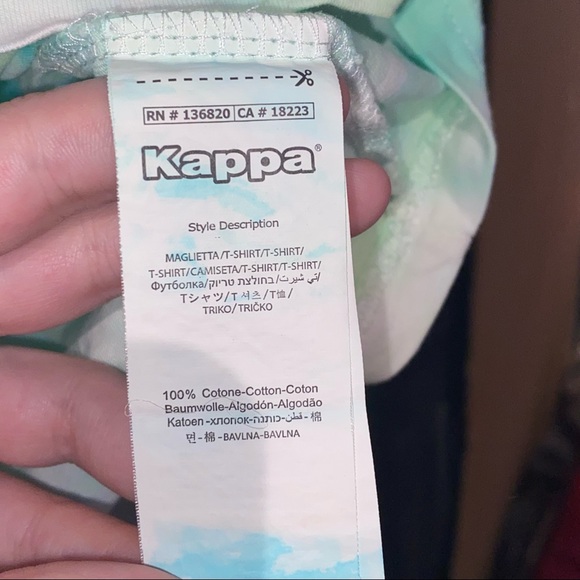 RN # 136820 CA # 18223
Kappa®
Style Description
MAGLIETTA/T-SHIRT/T-SHIRT/
T-SHIRT/CAMISETA/T-SHIRT/T-SHIRT/
Футболка/חולצת טריקו/تي شيرت/
Tシャツ/T 셔츠/T恤/
TRIKO/TRIČKO
100% Cotone-Cotton-Coton
Baumwolle-Algodón-Algodão
Katoen-хлопок-כותנה-قطن-棉
면-棉-BAVLNA-BAVLNA